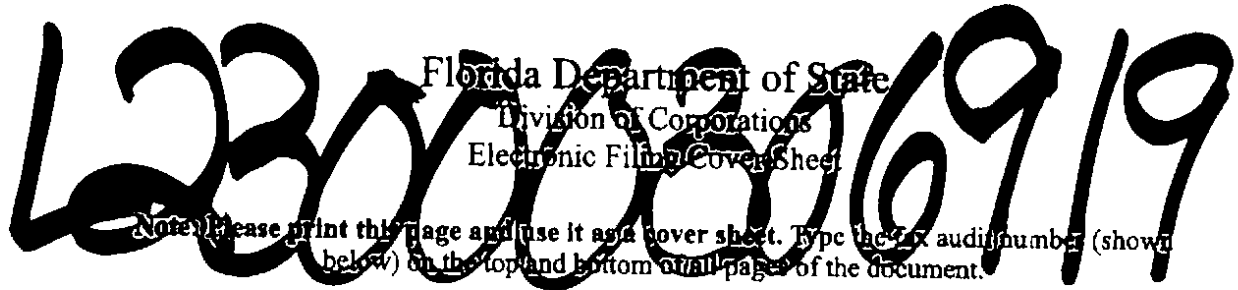 L23000306919
Florida Department of State
Division of Corporations
Electronic Filing Cover Sheet
Note: Please print this page and use it as a cover sheet. Type the fax audit number (shown
below) on the top and bottom of all pages of the document.